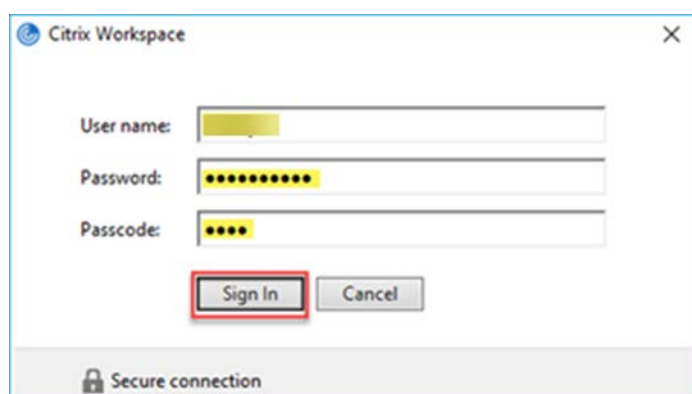 Citrix Workspace
User name:
Password: ••••••••••
Passcode: ••••
Sign In Cancel
Secure connection